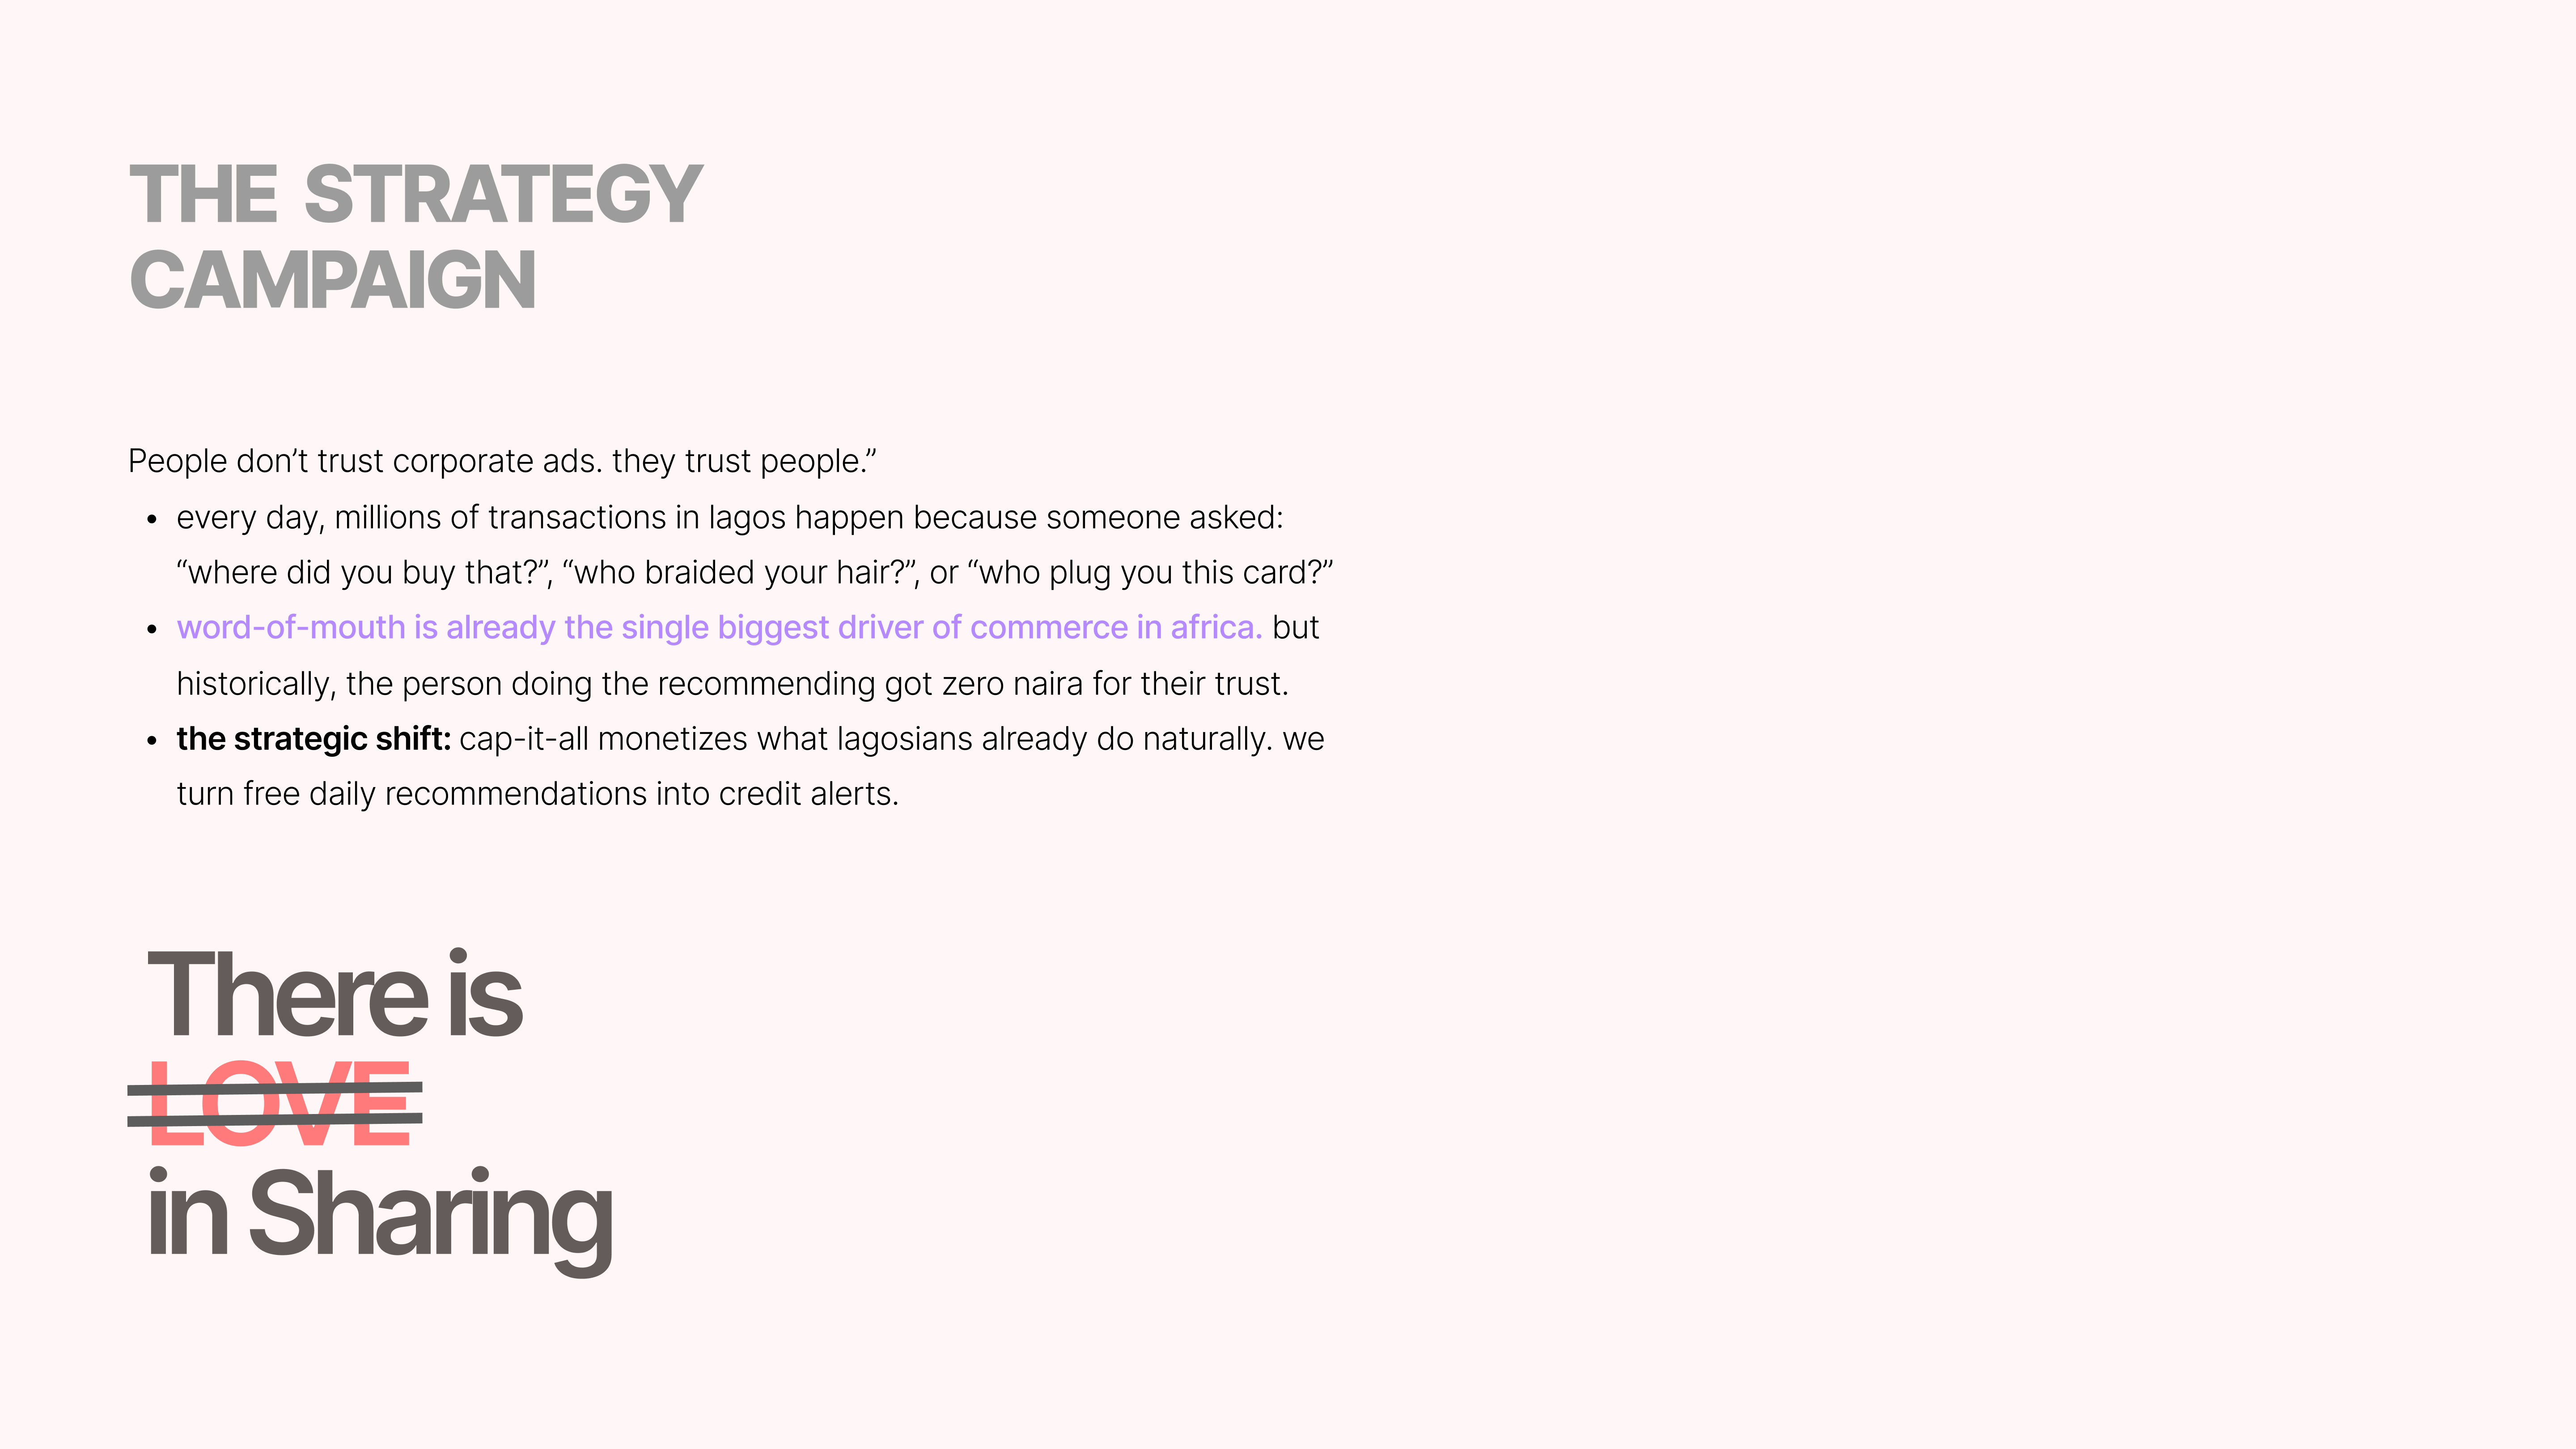 THE STRATEGY
CAMPAIGN
People don’t trust corporate ads. they trust people.”
• every day, millions of transactions in lagos happen because someone asked:
“where did you buy that?”, “who braided your hair?”, or “who plug you this card?”
• word-of-mouth is already the single biggest driver of commerce in africa. but
historically, the person doing the recommending got zero naira for their trust.
• the strategic shift: cap-it-all monetizes what lagosians already do naturally. we
turn free daily recommendations into credit alerts.
There is
LOVE
in Sharing